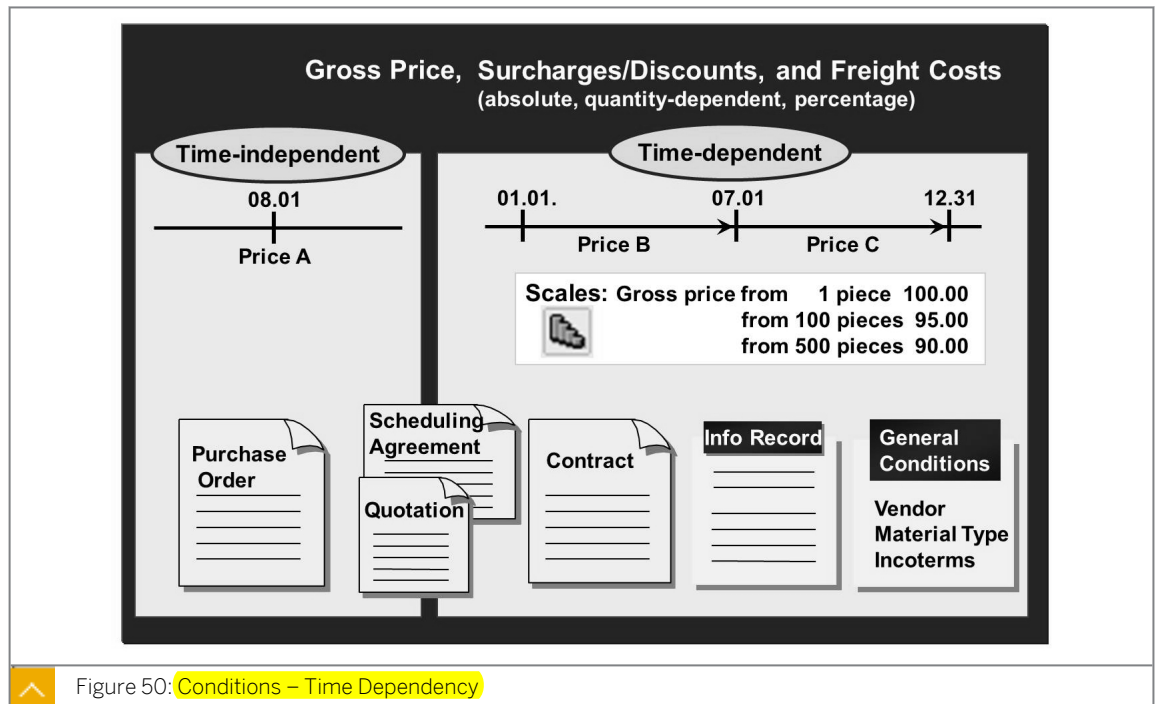 Gross Price, Surcharges/Discounts, and Freight Costs
(absolute, quantity-dependent, percentage)
Time-independent
08.01
Price A
Time-dependent
01.01. 07.01 12.31
Price B Price C
Scales: Gross price from 1 piece 100.00
from 100 pieces 95.00
from 500 pieces 90.00
Purchase
Order
Scheduling
Agreement
Quotation
Contract
Info Record
General
Conditions
Vendor
Material Type
Incoterms
Figure 50: Conditions – Time Dependency